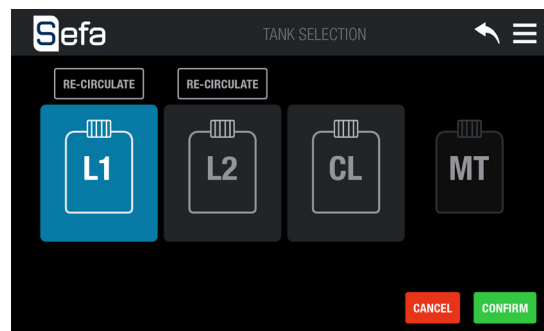 Sefa
TANK SELECTION
RE-CIRCULATE
RE-CIRCULATE
L1
L2
CL
MT
CANCEL
CONFIRM